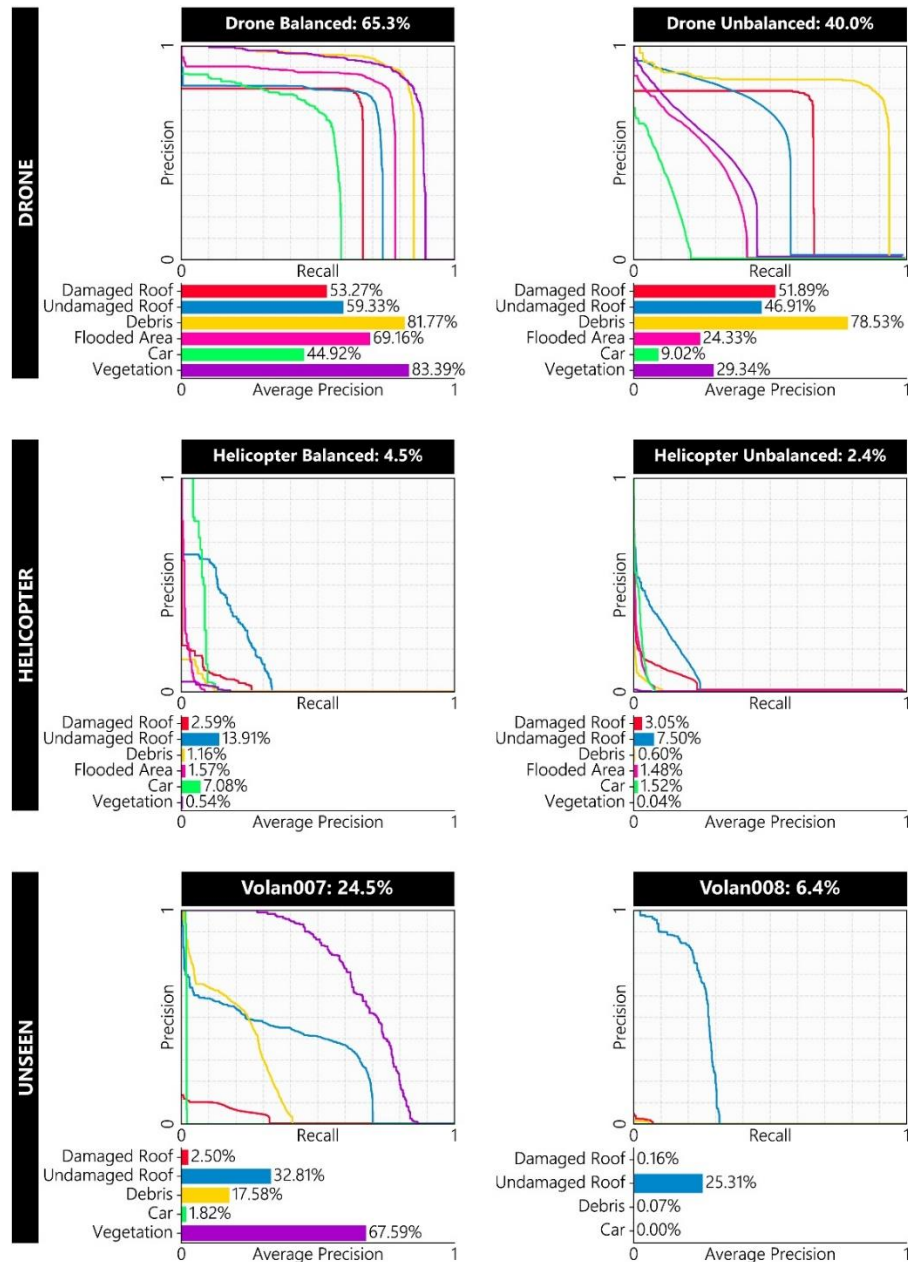 DRONE
Drone Balanced: 65.3%
Precision
1
0
0
Recall
1
Damaged Roof 53.27%
Undamaged Roof 59.33%
Debris 81.77%
Flooded Area 69.16%
Car 44.92%
Vegetation 83.39%
0
Average Precision
1
Drone Unbalanced: 40.0%
Precision
1
0
0
Recall
1
Damaged Roof 51.89%
Undamaged Roof 46.91%
Debris 78.53%
Flooded Area 24.33%
Car 9.02%
Vegetation 29.34%
0
Average Precision
1
HELICOPTER
Helicopter Balanced: 4.5%
Precision
1
0
0
Recall
1
Damaged Roof 2.59%
Undamaged Roof 13.91%
Debris 1.16%
Flooded Area 1.57%
Car 7.08%
Vegetation 0.54%
0
Average Precision
1
Helicopter Unbalanced: 2.4%
Precision
1
0
0
Recall
1
Damaged Roof 3.05%
Undamaged Roof 7.50%
Debris 0.60%
Flooded Area 1.48%
Car 1.52%
Vegetation 0.04%
0
Average Precision
1
UNSEEN
Volan007: 24.5%
Precision
1
0
0
Recall
1
Damaged Roof 2.50%
Undamaged Roof 32.81%
Debris 17.58%
Car 1.82%
Vegetation 67.59%
0
Average Precision
1
Volan008: 6.4%
Precision
1
0
0
Recall
1
Damaged Roof 0.16%
Undamaged Roof 25.31%
Debris 0.07%
Car 0.00%
0
Average Precision
1